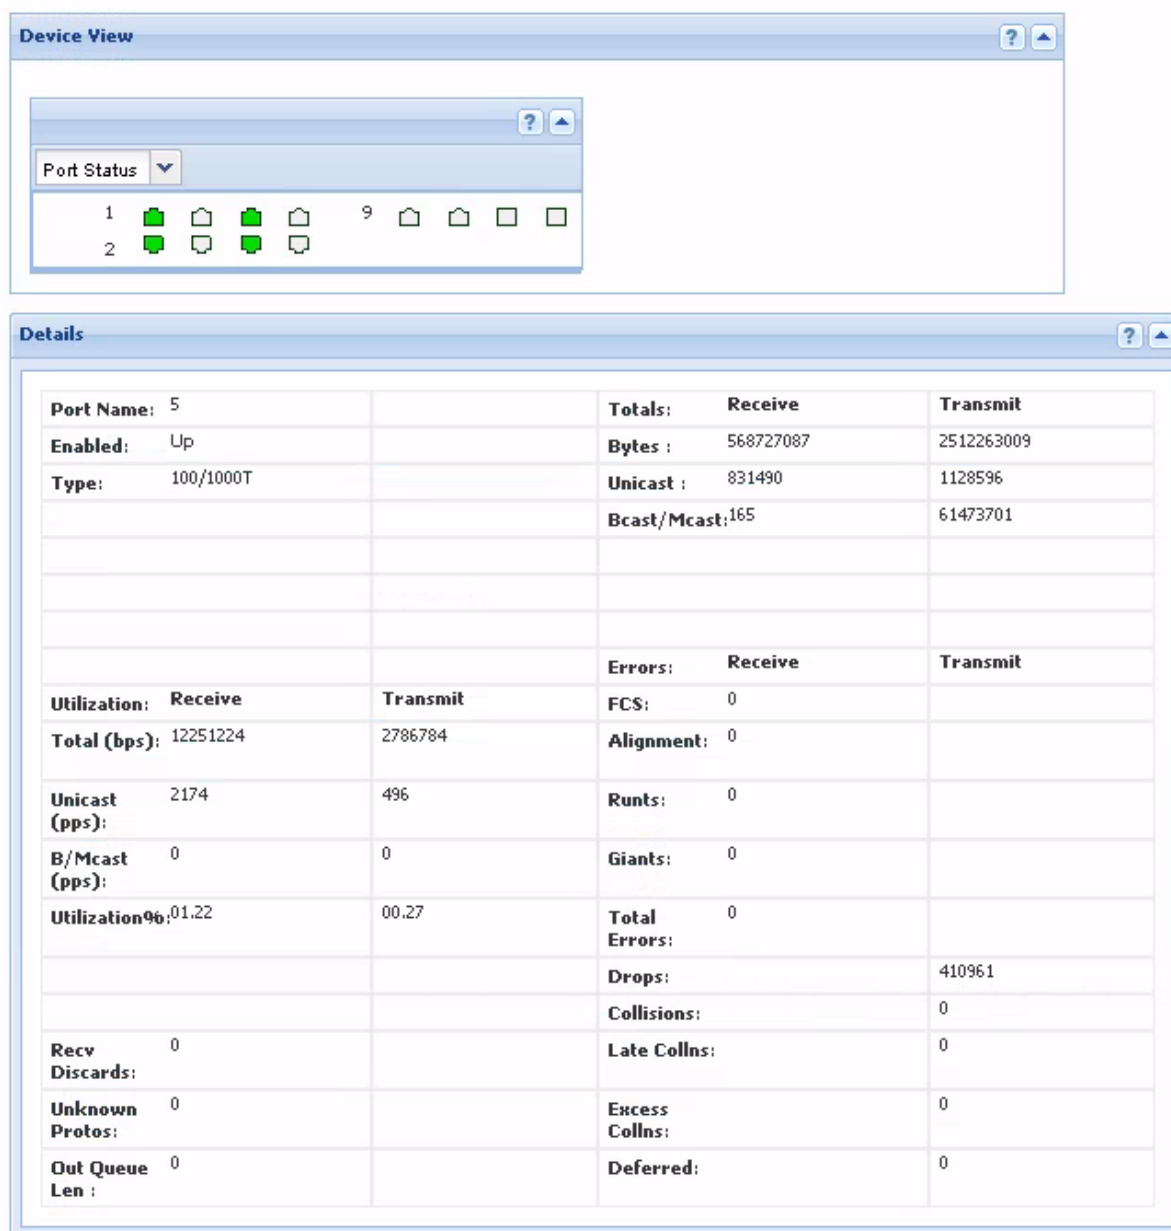 Device View
?
?
Port Status
1 9
2
Details
?
Port Name: 5 Totals: Receive Transmit
Enabled: Up Bytes : 568727087 2512263009
Type: 100/1000T Unicast : 831490 1128596
Bcast/Mcast: 165 61473701
Errors: Receive Transmit
Utilization: Receive Transmit FCS: 0
Total (bps): 12251224 2786784 Alignment: 0
Unicast (pps): 2174 496 Runts: 0
B/Mcast (pps): 0 0 Giants: 0
Utilization%: 01.22 00.27 Total Errors: 0
Drops: 410961
Collisions: 0
Recv Discards: 0 Late Collns: 0
Unknown Protos: 0 Excess Collns: 0
Out Queue Len : 0 Deferred: 0